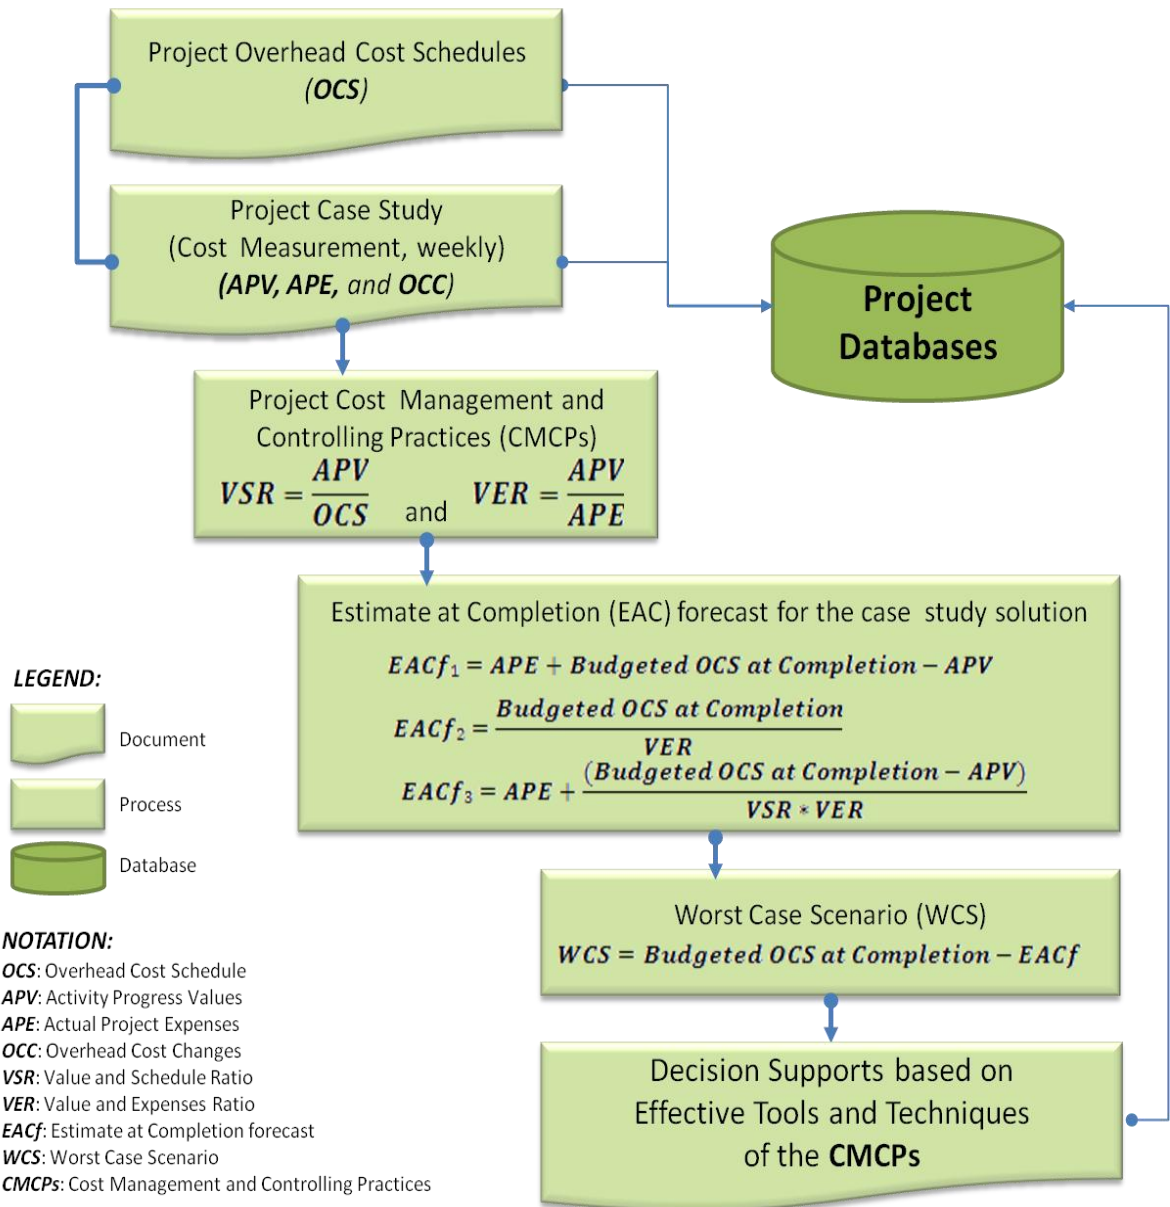 Project Overhead Cost Schedules
(OCS)
Project Case Study
(Cost Measurement, weekly)
(APV, APE, and OCC)
Project
Databases
Project Cost Management and
Controlling Practices (CMCPs)
VSR = APV/OCS and VER = APV/APE
Estimate at Completion (EAC) forecast for the case study solution
EACf₁ = APE + Budgeted OCS at Completion − APV
EACf₂ = Budgeted OCS at Completion/VER
EACf₃ = APE + (Budgeted OCS at Completion − APV)/VSR * VER
Worst Case Scenario (WCS)
WCS = Budgeted OCS at Completion − EACf
Decision Supports based on
Effective Tools and Techniques
of the CMCPs
LEGEND:
Document
Process
Database
NOTATION:
OCS: Overhead Cost Schedule
APV: Activity Progress Values
APE: Actual Project Expenses
OCC: Overhead Cost Changes
VSR: Value and Schedule Ratio
VER: Value and Expenses Ratio
EACf: Estimate at Completion forecast
WCS: Worst Case Scenario
CMCPs: Cost Management and Controlling Practices